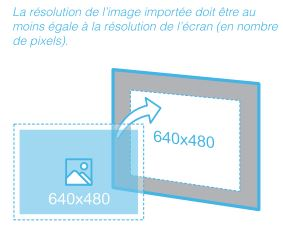 La résolution de l'image importée doit être au
moins égale à la résolution de l'écran (en nombre
de pixels).
640x480
640x480